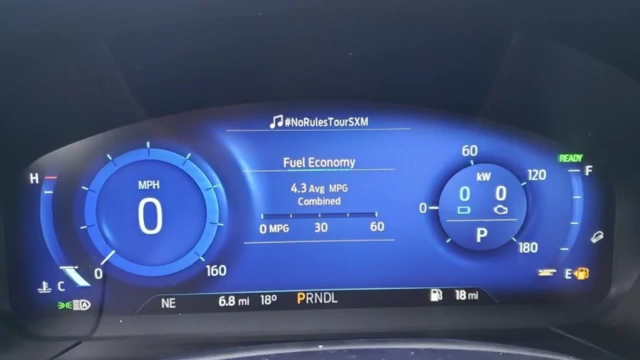 #NoRulesTourSXM
Fuel Economy
4.3 Avg MPG
Combined
0 MPG 30 60
H
C
MPH
0
0 160
60
kW
120
0 0
0
P
180
READY
F
E
NE 6.8 mi 18º PRNDL 18 mi